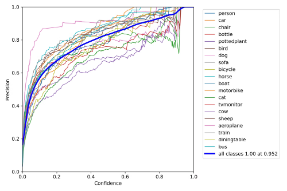 1.0
0.8
0.6
0.4
0.2
0.0
Precision
0.0
0.2
0.4
0.6
0.8
1.0
Confidence
person
car
chair
bottle
pottedplant
bird
dog
sofa
bicycle
horse
boat
motorbike
cat
tvmonitor
cow
sheep
aeroplane
train
diningtable
bus
all classes 1.00 at 0.952